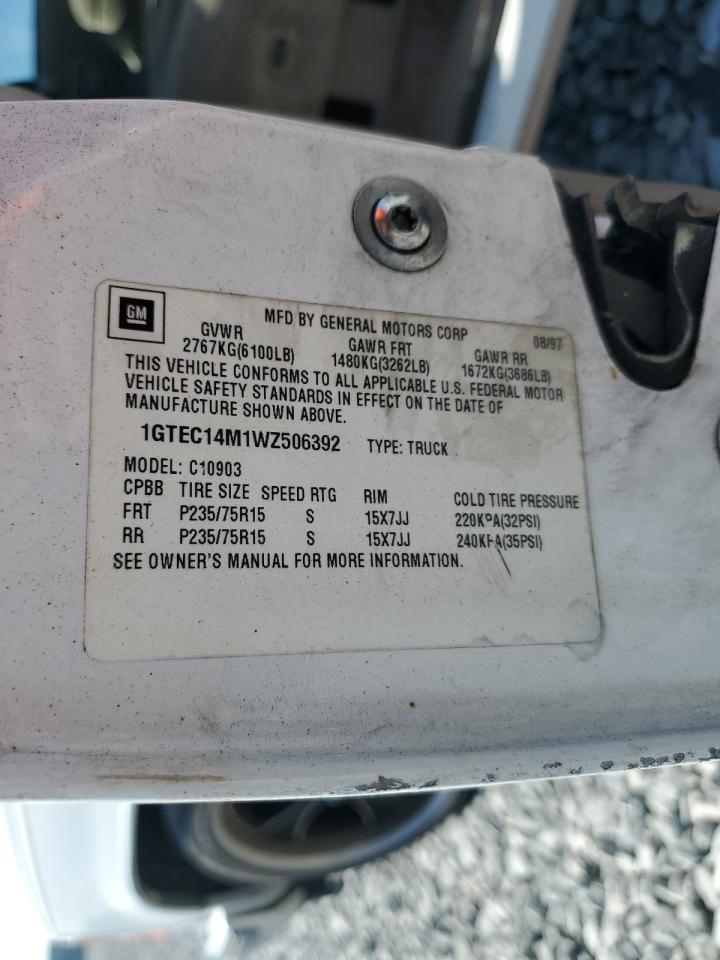 GM
MFD BY GENERAL MOTORS CORP 08/97
GVWR GAWR FRT GAWR RR
2767KG(6100LB) 1480KG(3262LB) 1672KG(3686LB)
THIS VEHICLE CONFORMS TO ALL APPLICABLE U.S. FEDERAL MOTOR
VEHICLE SAFETY STANDARDS IN EFFECT ON THE DATE OF
MANUFACTURE SHOWN ABOVE.
1GTEC14M1WZ506392 TYPE: TRUCK
MODEL: C10903
CPBB TIRE SIZE SPEED RTG RIM COLD TIRE PRESSURE
FRT P235/75R15 S 15X7JJ 220KPA(32PSI)
RR P235/75R15 S 15X7JJ 240KPA(35PSI)
SEE OWNER'S MANUAL FOR MORE INFORMATION.